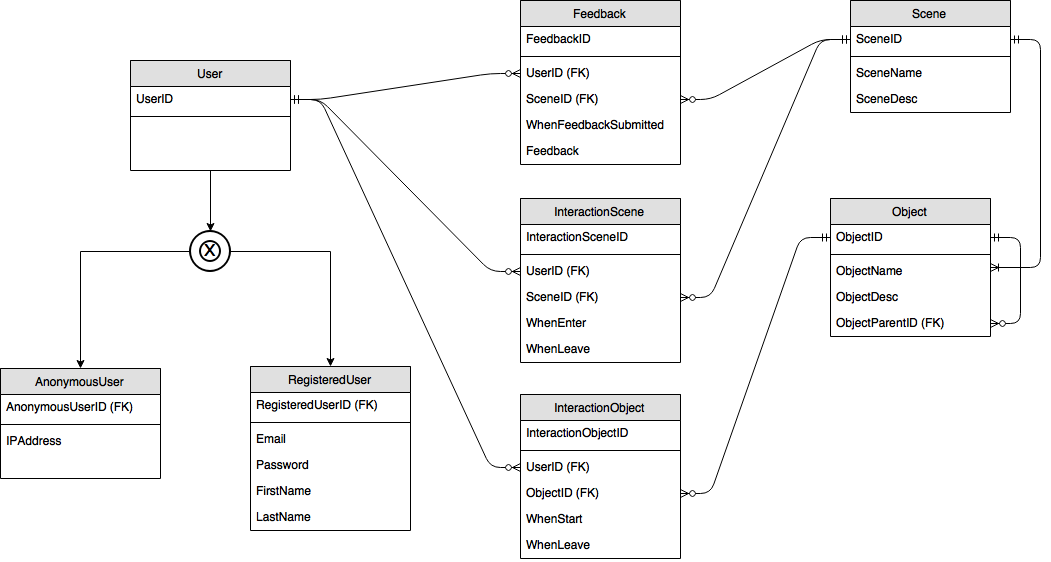 User
UserID
X
AnonymousUser
AnonymousUserID (FK)
IPAddress
RegisteredUser
RegisteredUserID (FK)
Email
Password
FirstName
LastName
Feedback
FeedbackID
UserID (FK)
SceneID (FK)
WhenFeedbackSubmitted
Feedback
InteractionScene
InteractionSceneID
UserID (FK)
SceneID (FK)
WhenEnter
WhenLeave
InteractionObject
InteractionObjectID
UserID (FK)
ObjectID (FK)
WhenStart
WhenLeave
Scene
SceneID
SceneName
SceneDesc
Object
ObjectID
ObjectName
ObjectDesc
ObjectParentID (FK)